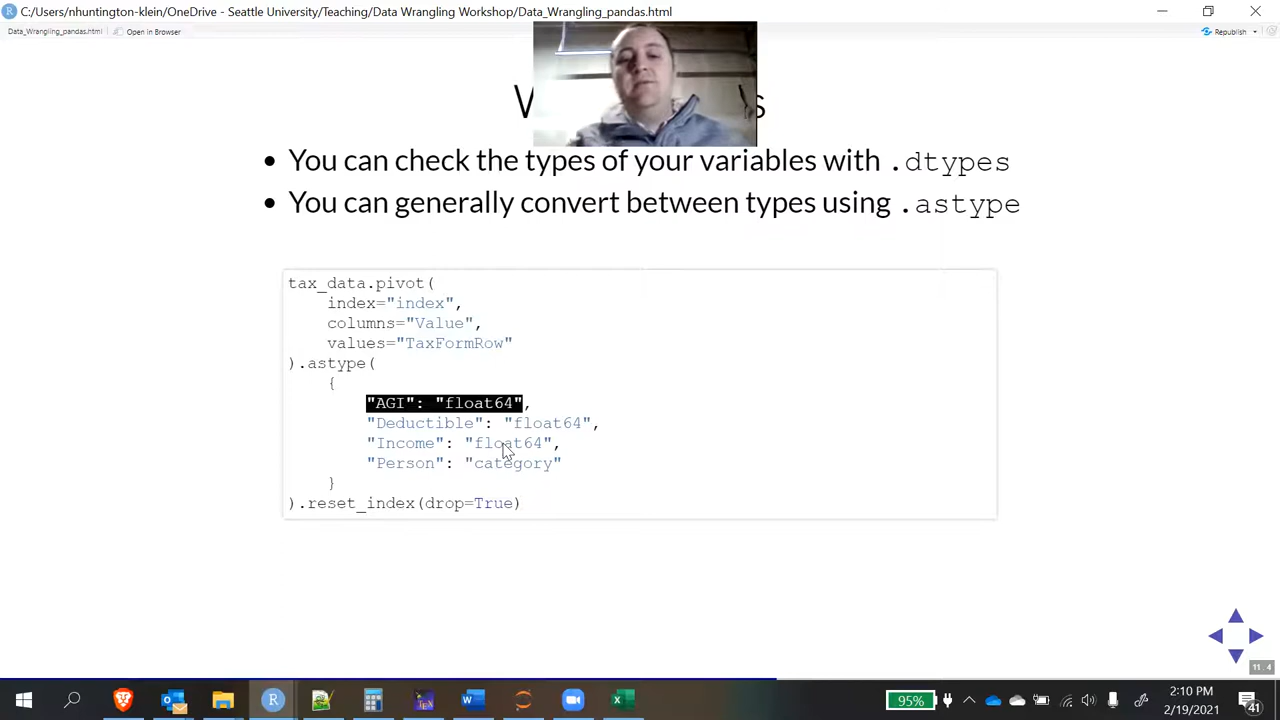 C:/Users/nhuntington-klein/OneDrive - Seattle University/Teaching/Data Wrangling Workshop/Data_Wrangling_pandas.html
Data_Wrangling_pandas.html Open in Browser Republish
• You can check the types of your variables with .dtypes
• You can generally convert between types using .astype
tax_data.pivot(
index="index",
columns="Value",
values="TaxFormRow"
).astype(
{
"AGI": "float64",
"Deductible": "float64",
"Income": "float64",
"Person": "category"
}
).reset_index(drop=True)
11.4
95%
2:10 PM
2/19/2021
41